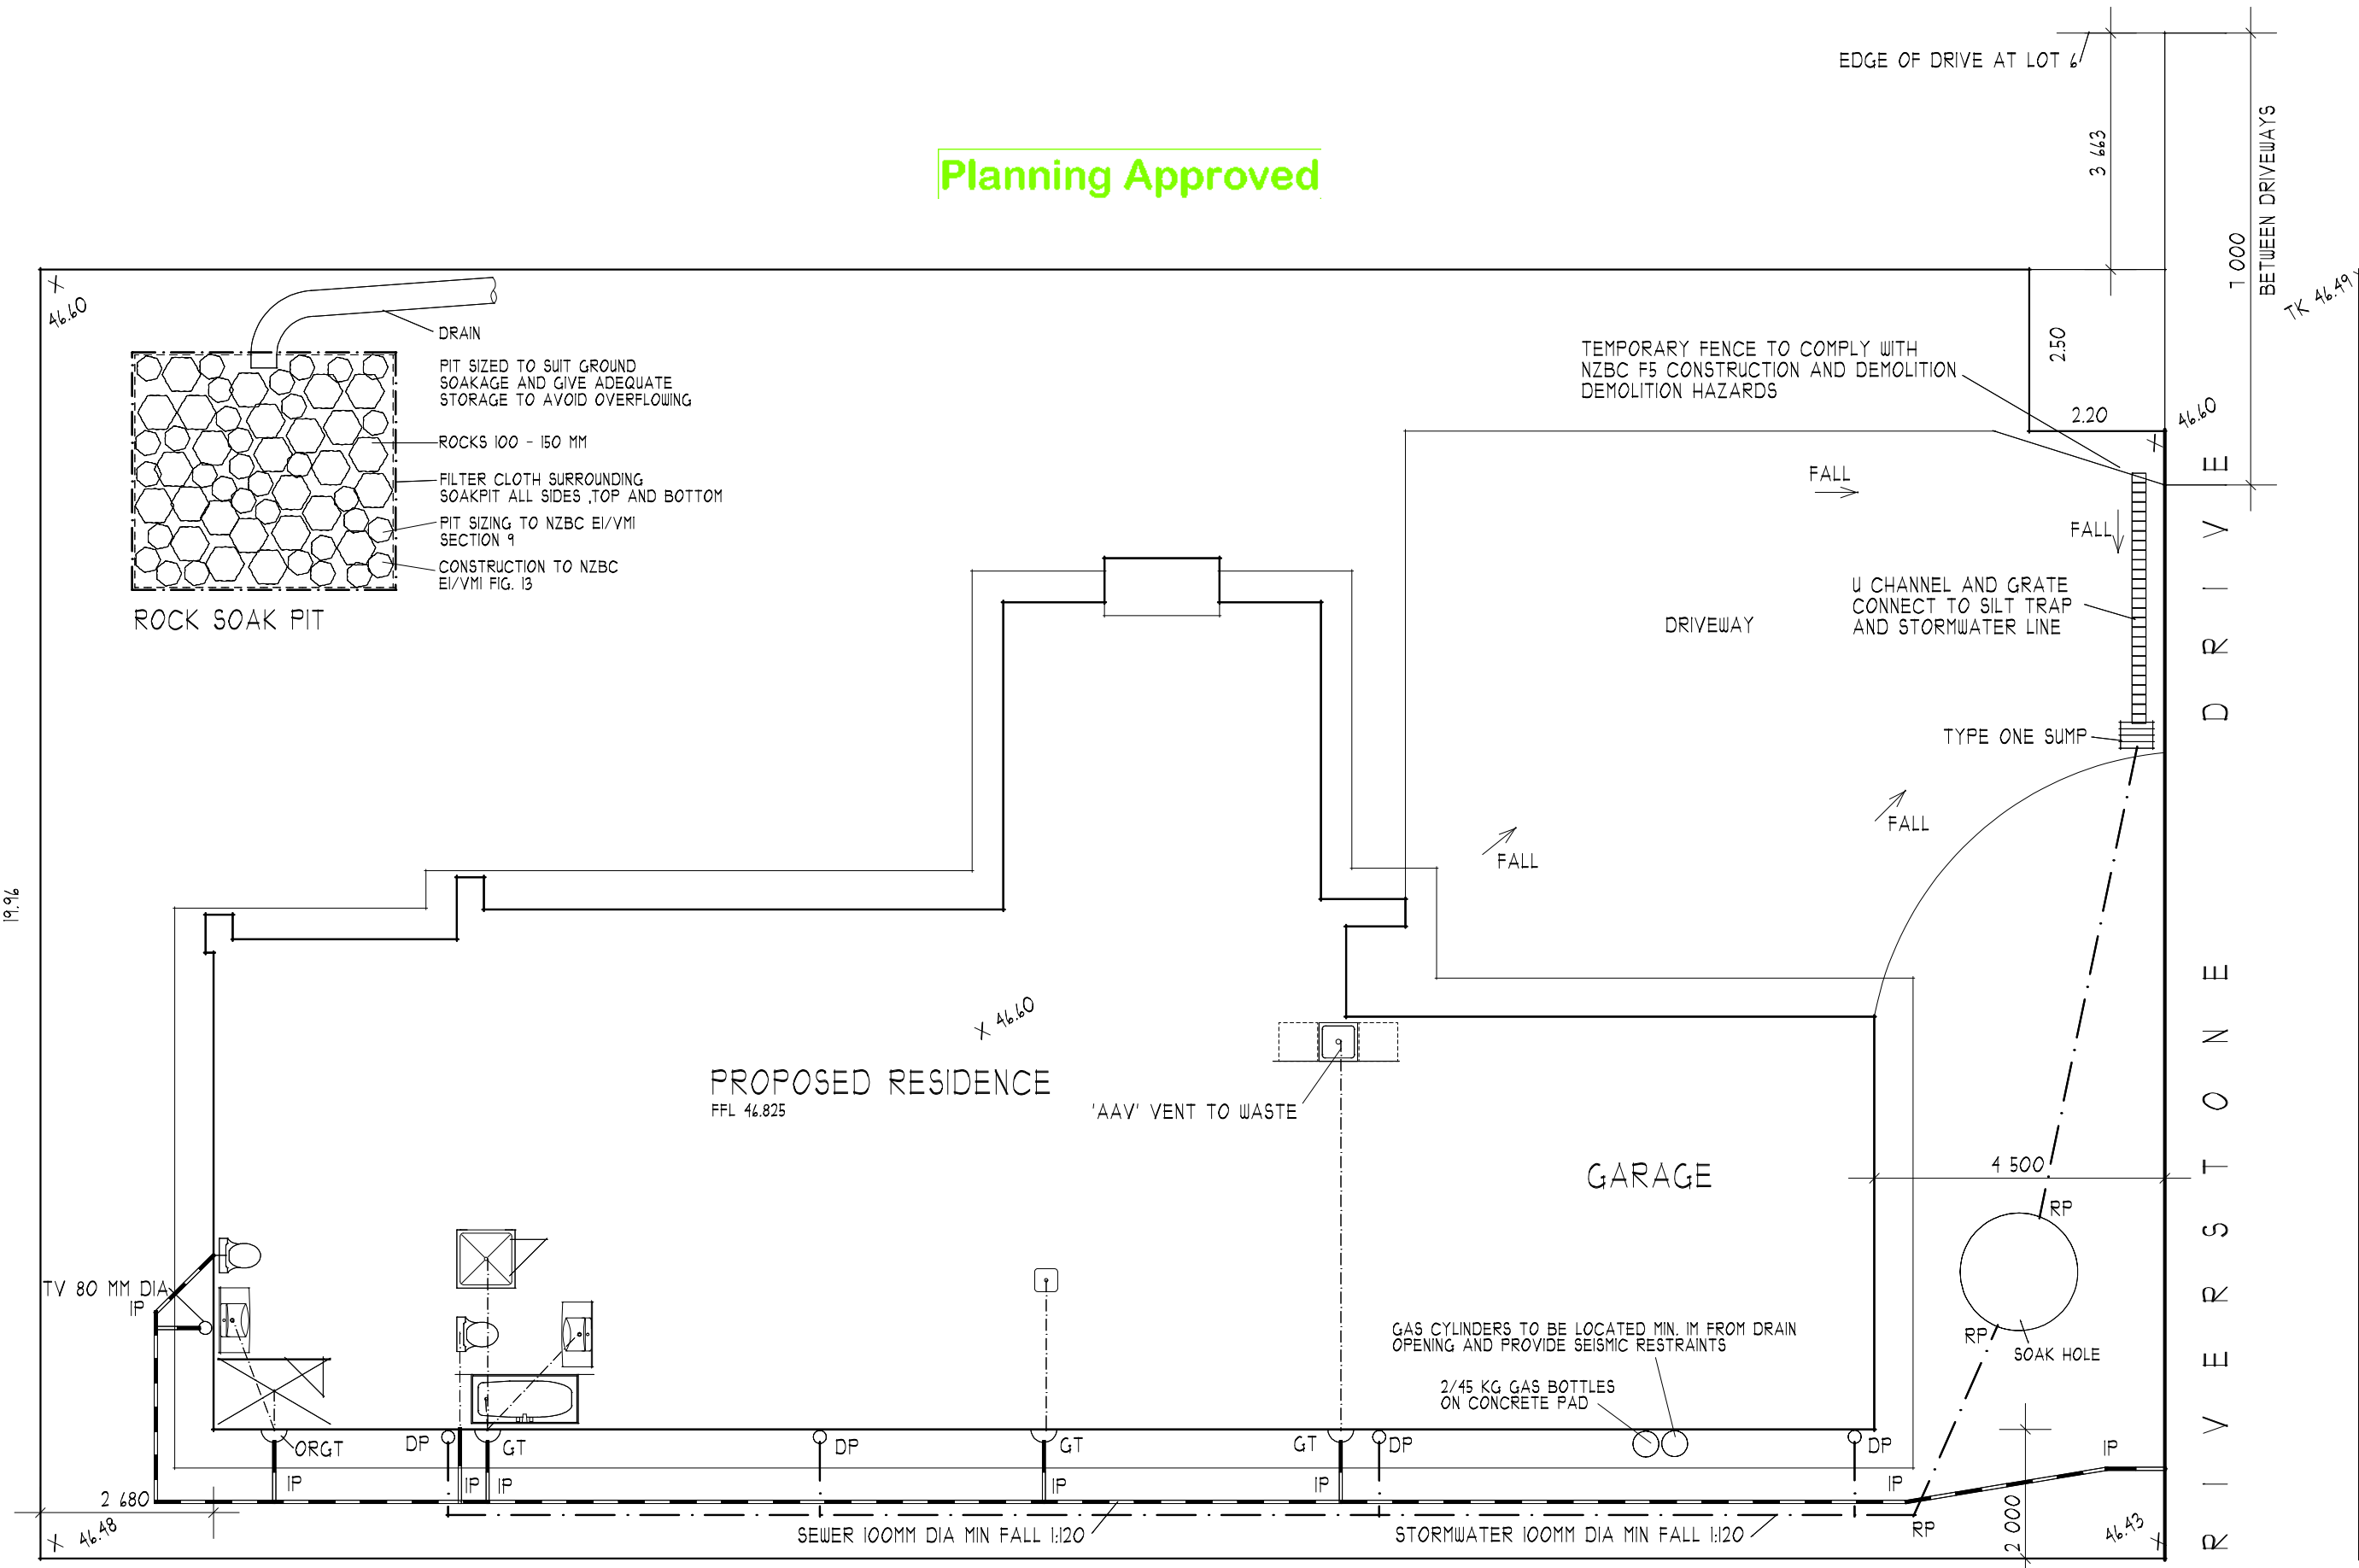 EDGE OF DRIVE AT LOT 6
3 663
7 000
BETWEEN DRIVEWAYS
TK 46.49
Planning Approved
46.60
DRAIN
PIT SIZED TO SUIT GROUND
SOAKAGE AND GIVE ADEQUATE
STORAGE TO AVOID OVERFLOWING
ROCKS 100 - 150 MM
FILTER CLOTH SURROUNDING
SOAKPIT ALL SIDES ,TOP AND BOTTOM
PIT SIZING TO NZBC E1/VM1
SECTION 9
CONSTRUCTION TO NZBC
E1/VM1 FIG. 13
ROCK SOAK PIT
TEMPORARY FENCE TO COMPLY WITH
NZBC F5 CONSTRUCTION AND DEMOLITION
DEMOLITION HAZARDS
2.50
2.20
46.60
FALL
FALL
U CHANNEL AND GRATE
CONNECT TO SILT TRAP
AND STORMWATER LINE
DRIVEWAY
TYPE ONE SUMP
FALL
FALL
RIVERSTONE DRIVE
19.96
46.60
PROPOSED RESIDENCE
FFL 46.825
'AAV' VENT TO WASTE
GARAGE
4 500
RP
RP
SOAK HOLE
TV 80 MM DIA
IP
GAS CYLINDERS TO BE LOCATED MIN. 1M FROM DRAIN
OPENING AND PROVIDE SEISMIC RESTRAINTS
2/45 KG GAS BOTTLES
ON CONCRETE PAD
ORGT
DP
GT
DP
GT
GT
DP
DP
IP
IP
IP
IP
IP
IP
IP
2 680
46.48
SEWER 100MM DIA MIN FALL 1:120
STORMWATER 100MM DIA MIN FALL 1:120
RP
2 000
46.43